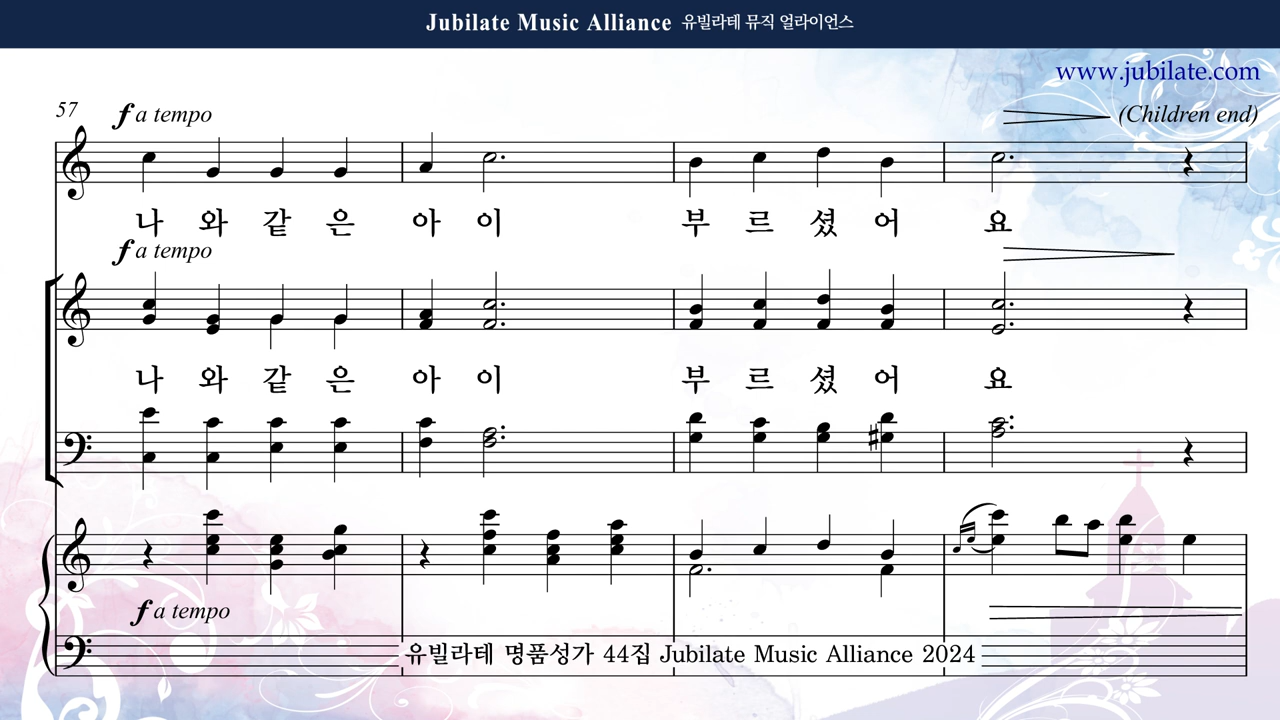 Jubilate Music Alliance 유빌라테 뮤직 얼라이언스
www.jubilate.com
57
f a tempo
(Children end)
나 와 같 은 아 이 부 르 셨 어 요
f a tempo
나 와 같 은 아 이 부 르 셨 어 요
f a tempo
유빌라테 명품성가 44집 Jubilate Music Alliance 2024